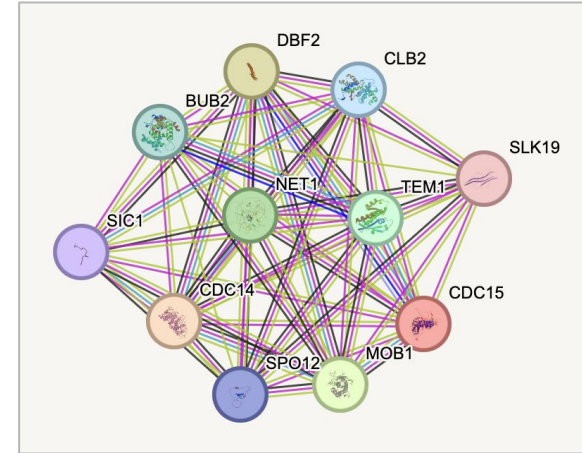 DBF2
CLB2
BUB2
SLK19
NET1
TEM1
SIC1
CDC14
CDC15
SPO12
MOB1